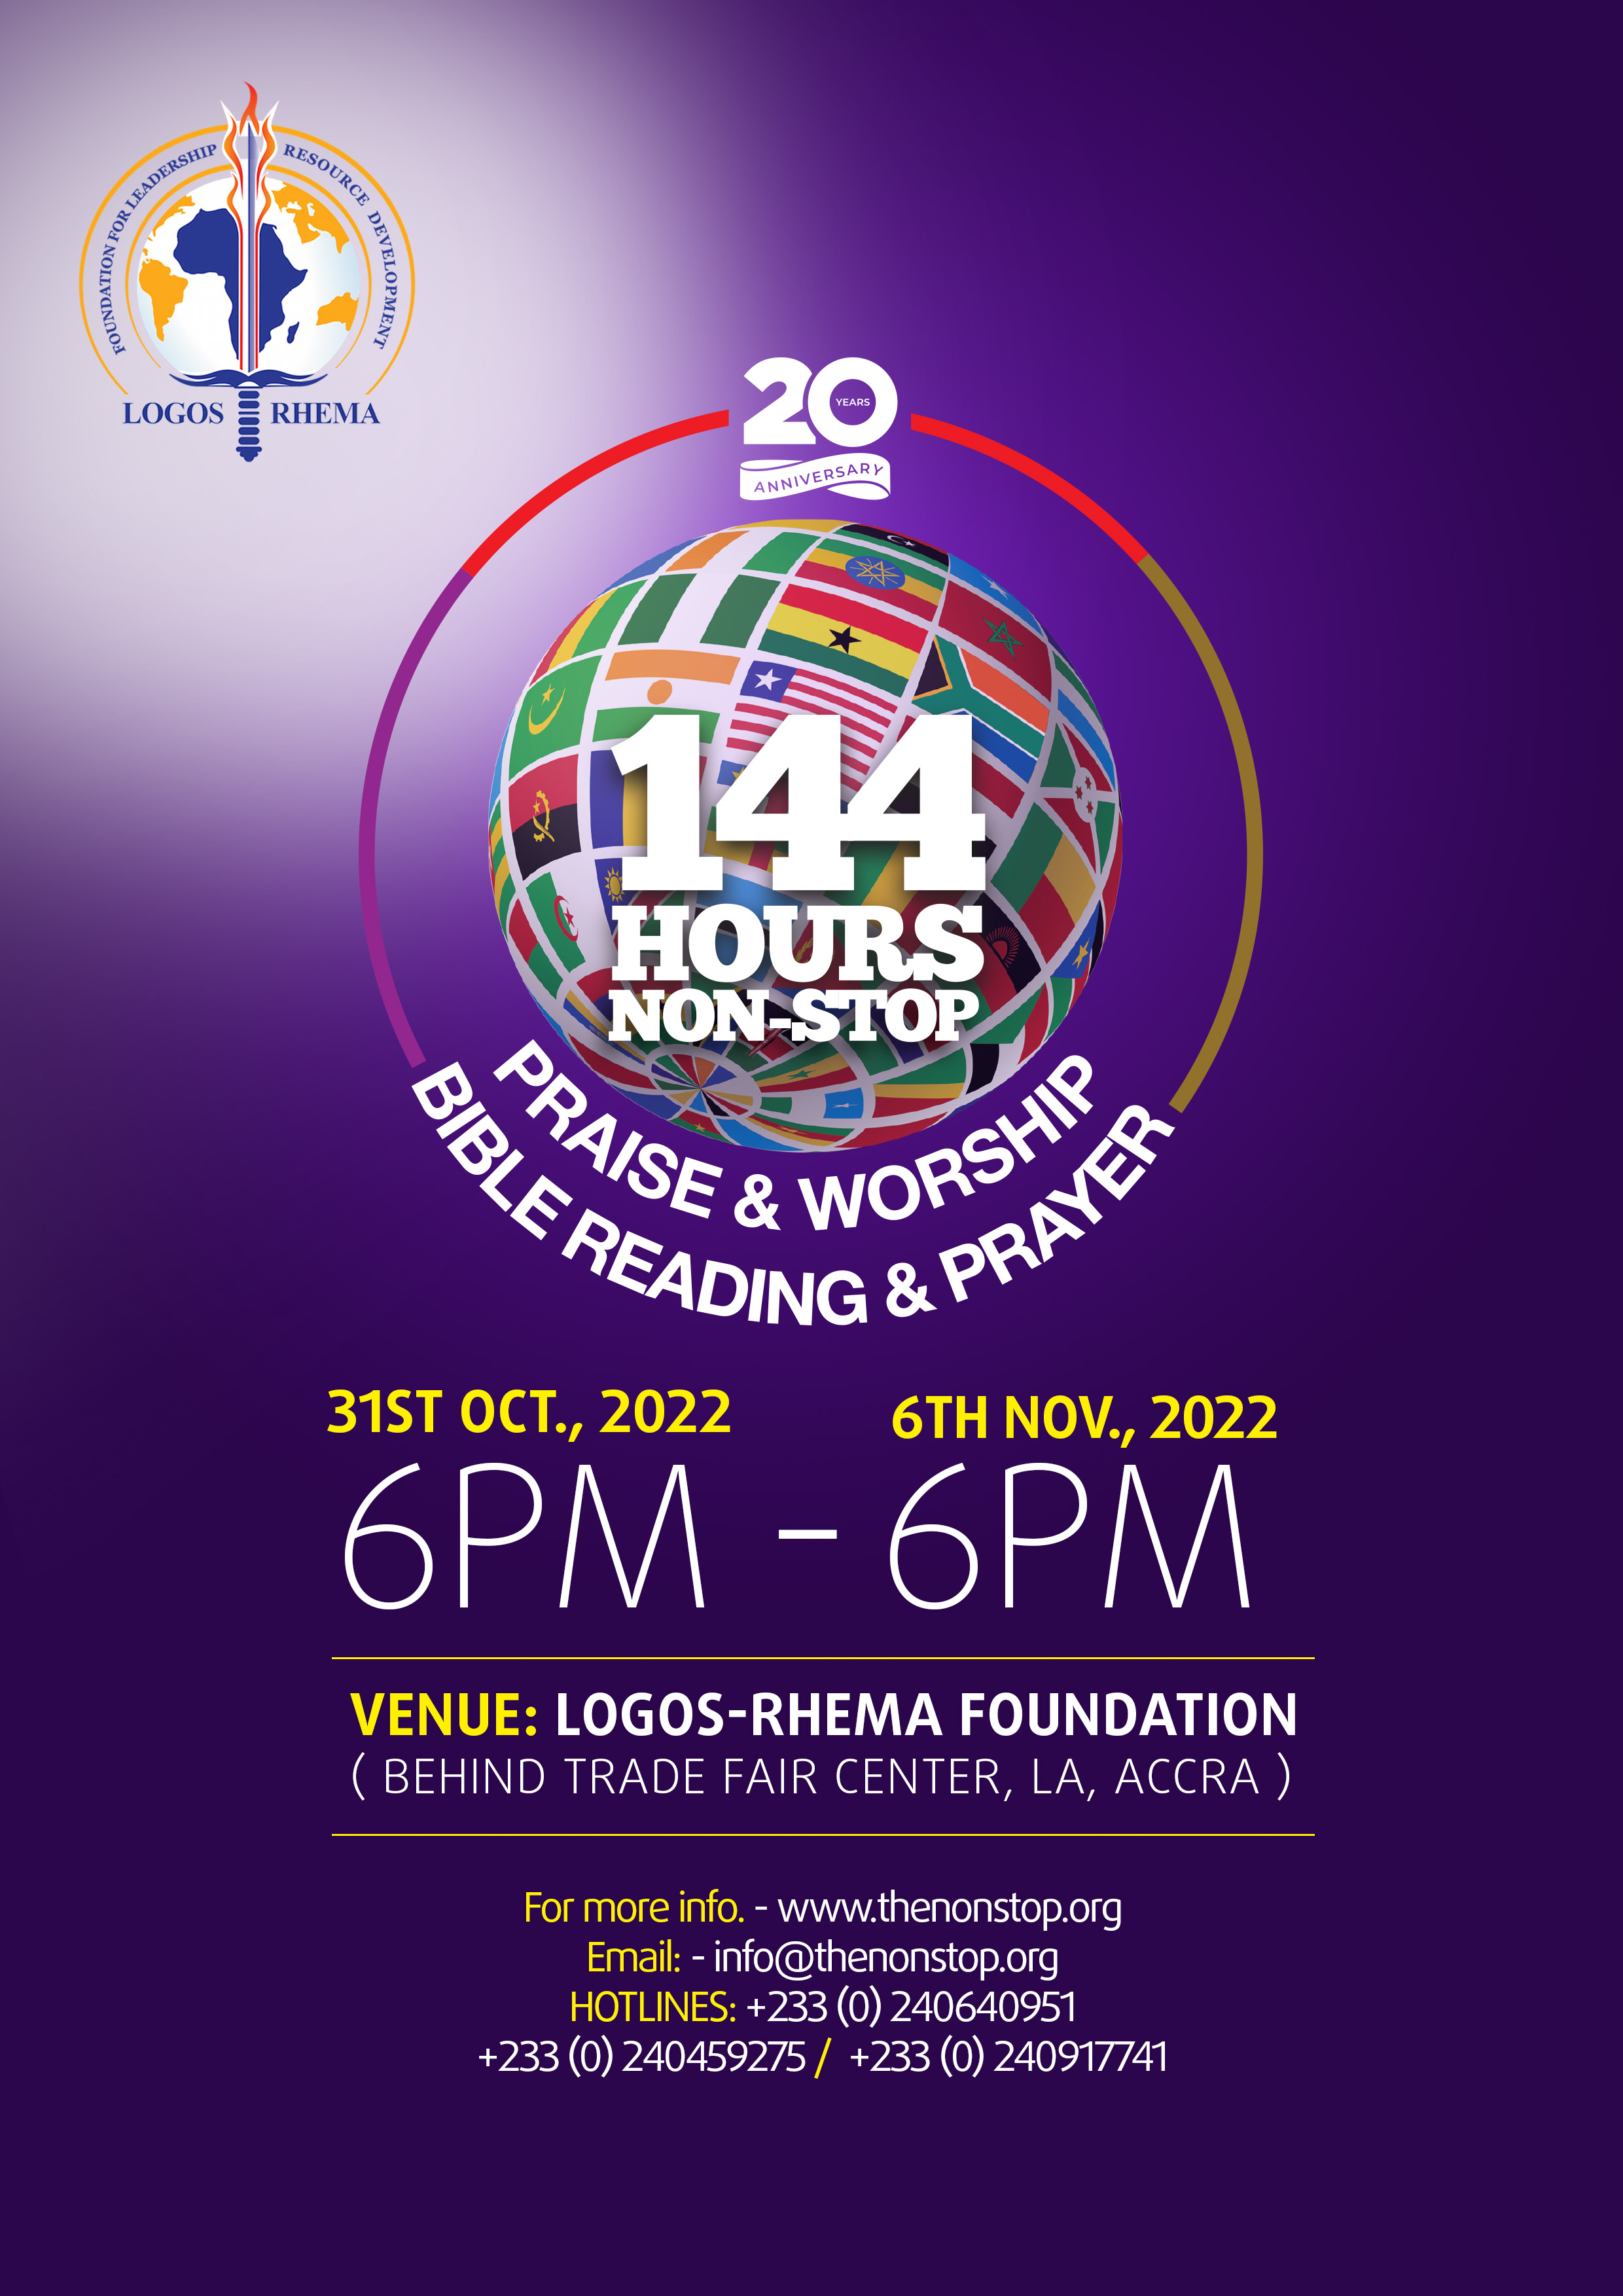 FOUNDATION FOR LEADERSHIP RESOURCE DEVELOPMENT
LOGOS RHEMA
20
YEARS
ANNIVERSARY
144
HOURS
NON-STOP
PRAISE & WORSHIP
BIBLE READING & PRAYER
31ST OCT., 2022 6TH NOV., 2022
6PM - 6PM
VENUE: LOGOS-RHEMA FOUNDATION
( BEHIND TRADE FAIR CENTER, LA, ACCRA )
For more info. - www.thenonstop.org
Email: - info@thenonstop.org
HOTLINES: +233 (0) 240640951
+233 (0) 240459275 / +233 (0) 240917741